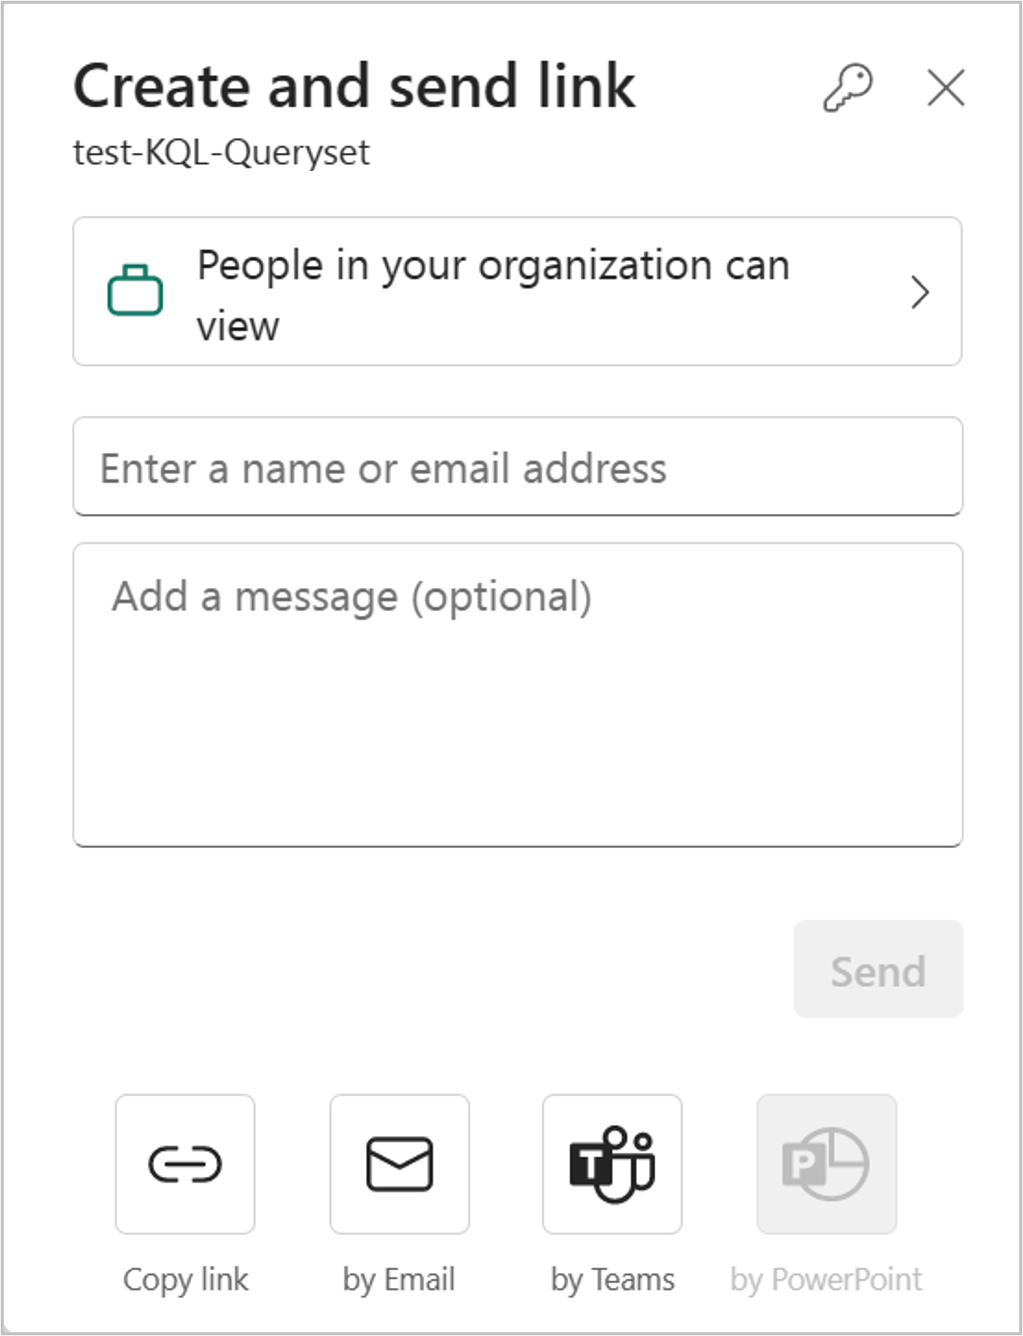 Create and send link
test-KQL-Queryset
People in your organization can
view
Enter a name or email address
Add a message (optional)
Send
T
P
Copy link
by Email
by Teams
by PowerPoint